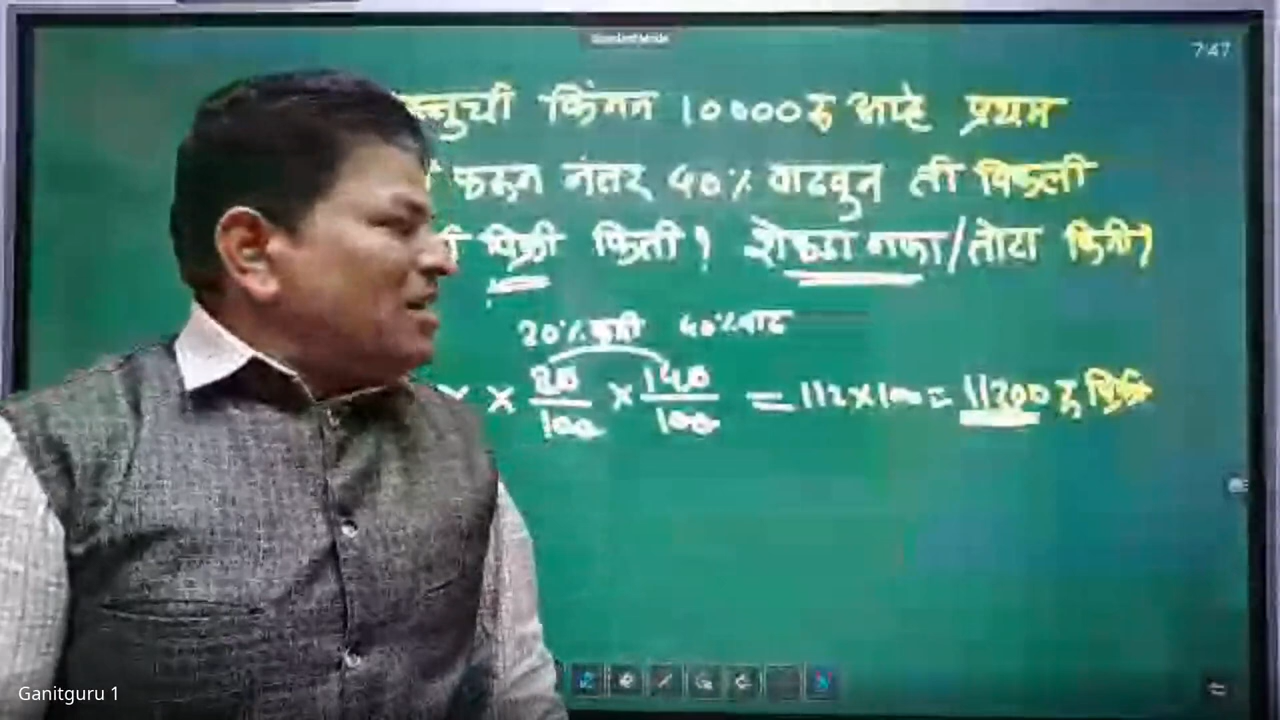 7:47
किंमत 10000रु आहे प्रथम
करून नंतर 40% वाढवून ती विकली
विक्री किती? शेकडा नफा/तोटा किती?
20%कमी 40%वाढ
× 80/100 × 140/100 = 112×100= 11200 रु विक्री
Ganitguru 1